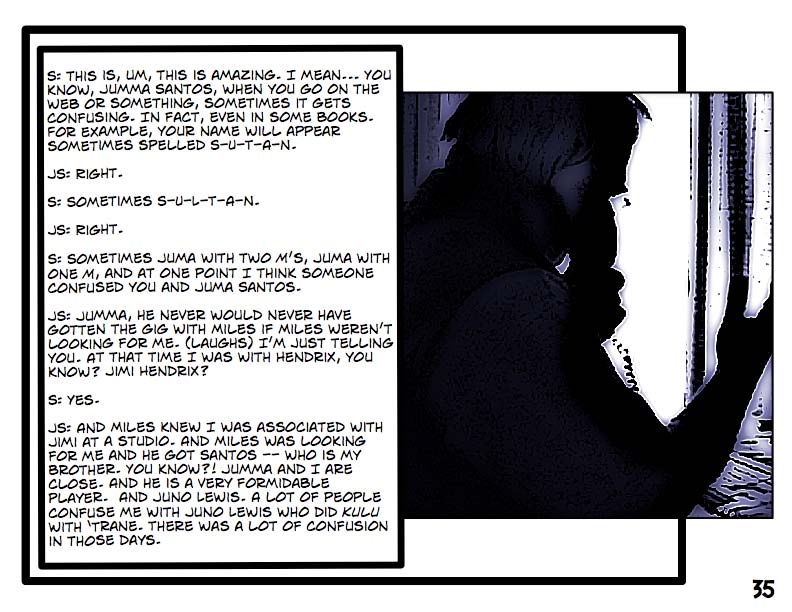 S: THIS IS, UM, THIS IS AMAZING. I MEAN... YOU
KNOW, JUMMA SANTOS, WHEN YOU GO ON THE
WEB OR SOMETHING, SOMETIMES IT GETS
CONFUSING. IN FACT, EVEN IN SOME BOOKS.
FOR EXAMPLE, YOUR NAME WILL APPEAR
SOMETIMES SPELLED S-U-T-A-N.
JS: RIGHT.
S: SOMETIMES S-U-L-T-A-N.
JS: RIGHT.
S: SOMETIMES JUMA WITH TWO M'S, JUMA WITH
ONE M, AND AT ONE POINT I THINK SOMEONE
CONFUSED YOU AND JUMA SANTOS.
JS: JUMMA, HE NEVER WOULD NEVER HAVE
GOTTEN THE GIG WITH MILES IF MILES WEREN'T
LOOKING FOR ME. (LAUGHS) I'M JUST TELLING
YOU. AT THAT TIME I WAS WITH HENDRIX, YOU
KNOW? JIMI HENDRIX?
S: YES.
JS: AND MILES KNEW I WAS ASSOCIATED WITH
JIMI AT A STUDIO. AND MILES WAS LOOKING
FOR ME AND HE GOT SANTOS -- WHO IS MY
BROTHER. YOU KNOW?! JUMMA AND I ARE
CLOSE. AND HE IS A VERY FORMIDABLE
PLAYER. AND JUNO LEWIS. A LOT OF PEOPLE
CONFUSE ME WITH JUNO LEWIS WHO DID KULU
WITH 'TRANE. THERE WAS A LOT OF CONFUSION
IN THOSE DAYS.
35